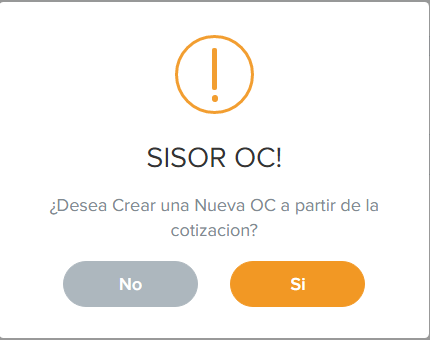 SISOR OC!
¿Desea Crear una Nueva OC a partir de la
cotizacion?
No
Si